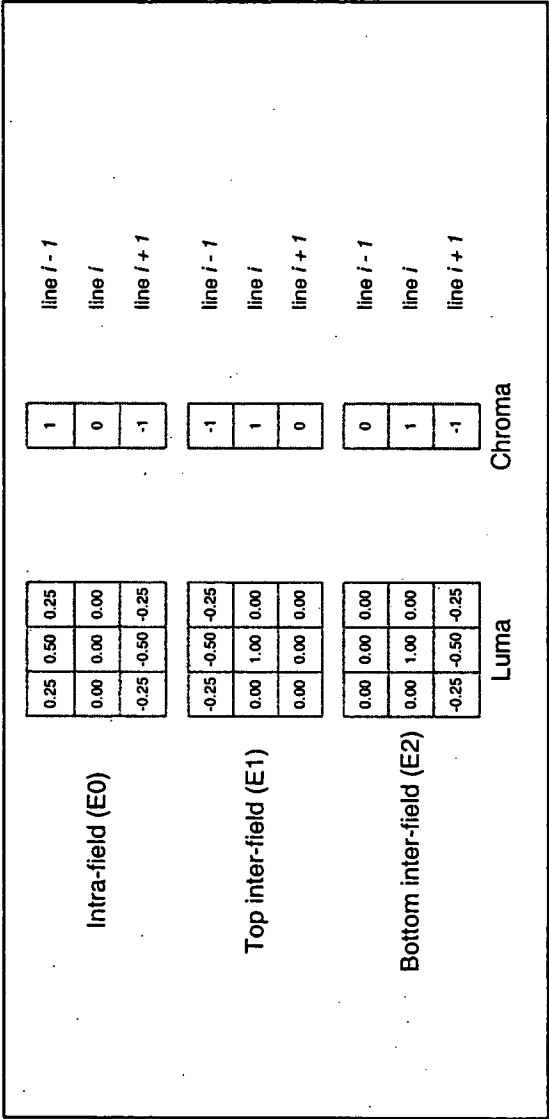 0.25 0.50 0.25 1 line i - 1
Intra-field (E0) 0.00 0.00 0.00 0 line i
-0.25 -0.50 -0.25 -1 line i + 1
-0.25 -0.50 -0.25 -1 line i - 1
Top inter-field (E1) 0.00 1.00 0.00 1 line i
0.00 0.00 0.00 0 line i + 1
0.00 0.00 0.00 0 line i - 1
Bottom inter-field (E2) 0.00 1.00 0.00 1 line i
-0.25 -0.50 -0.25 -1 line i + 1
Luma Chroma